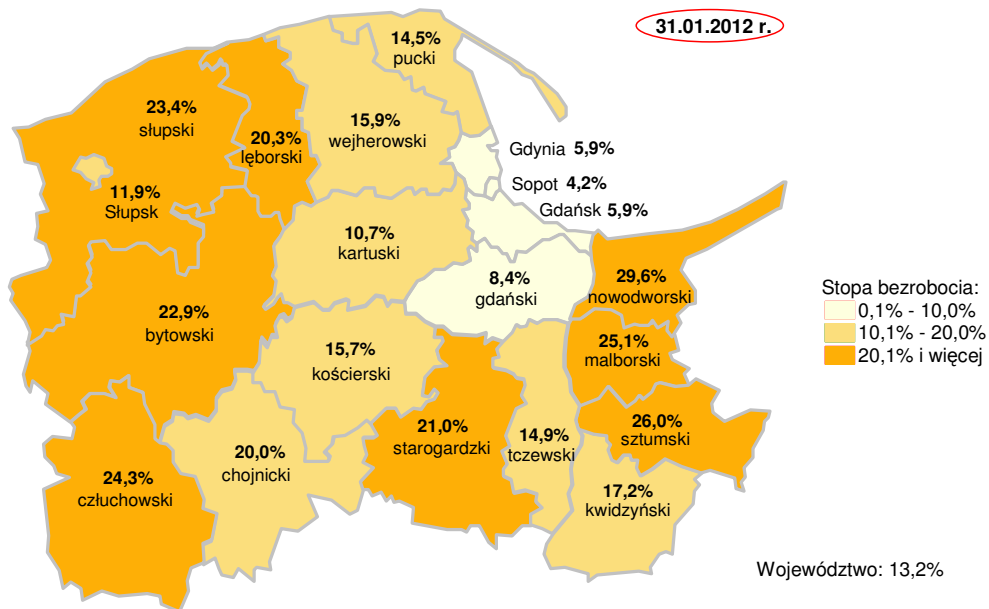 31.01.2012 r.
14,5%
pucki
23,4%
słupski
20,3%
lęborski
15,9%
wejherowski
Gdynia 5,9%
Sopot 4,2%
Gdańsk 5,9%
11,9%
Słupsk
10,7%
kartuski
8,4%
gdański
29,6%
nowodworski
Stopa bezrobocia:
0,1% - 10,0%
10,1% - 20,0%
20,1% i więcej
22,9%
bytowski
15,7%
kościerski
25,1%
malborski
21,0%
starogardzki
14,9%
tczewski
26,0%
sztumski
20,0%
chojnicki
24,3%
człuchowski
17,2%
kwidzyński
Województwo: 13,2%